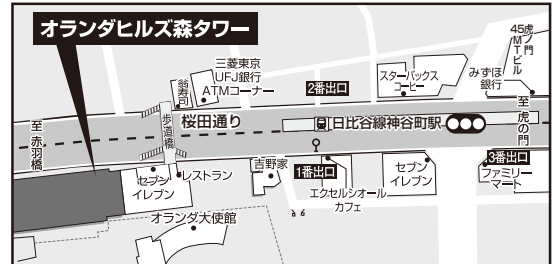 オランダヒルズ森タワー
三菱東京
UFJ銀行
ATMコーナー
翁寿司
2番出口
スターバックス
コーヒー
45MTビル
虎ノ門
みずほ
銀行
至 赤羽橋
歩道橋
桜田通り
日比谷線神谷町駅
至 虎の門
セブン
イレブン
レストラン
吉野家
1番出口
エクセルシオール
カフェ
セブン
イレブン
3番出口
ファミリー
マート
オランダ大使館